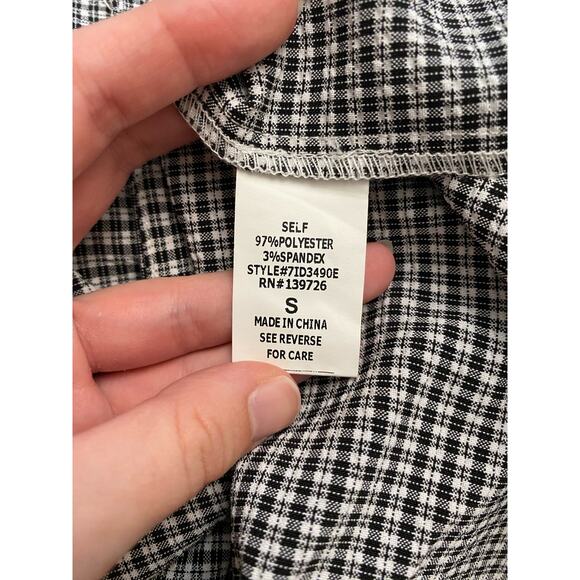 SELF
97%POLYESTER
3%SPANDEX
STYLE#7ID3490E
RN#139726
S
MADE IN CHINA
SEE REVERSE
FOR CARE